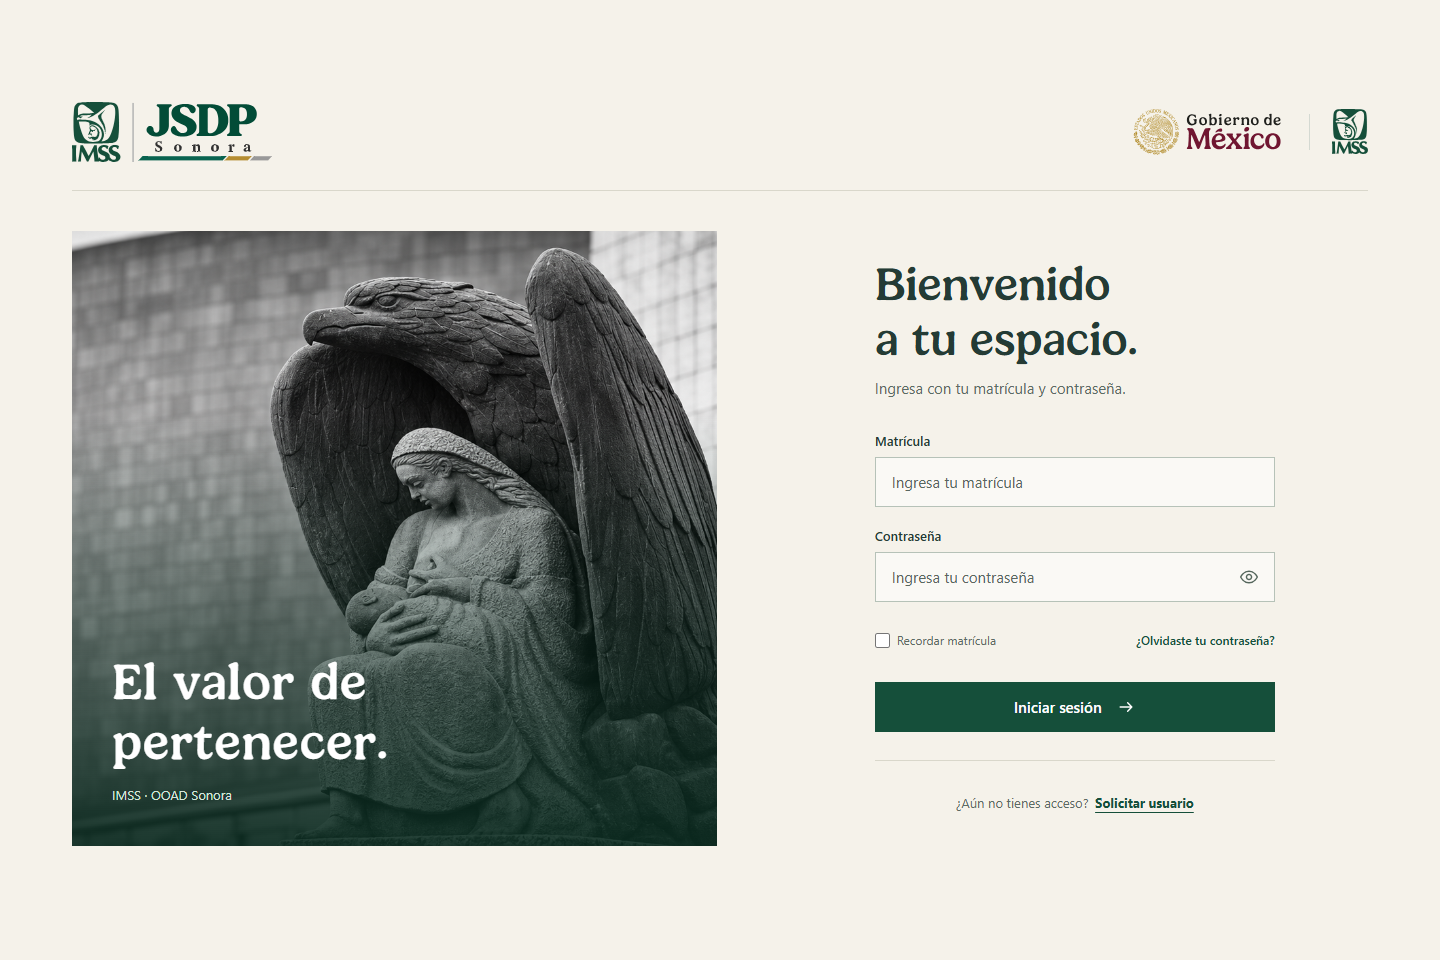 IMSS
JSDP
Sonora
Gobierno de
México
IMSS
El valor de
pertenecer.
IMSS · OOAD Sonora
Bienvenido
a tu espacio.
Ingresa con tu matrícula y contraseña.
Matrícula
Ingresa tu matrícula
Contraseña
Ingresa tu contraseña
Recordar matrícula
¿Olvidaste tu contraseña?
Iniciar sesión →
¿Aún no tienes acceso? Solicitar usuario